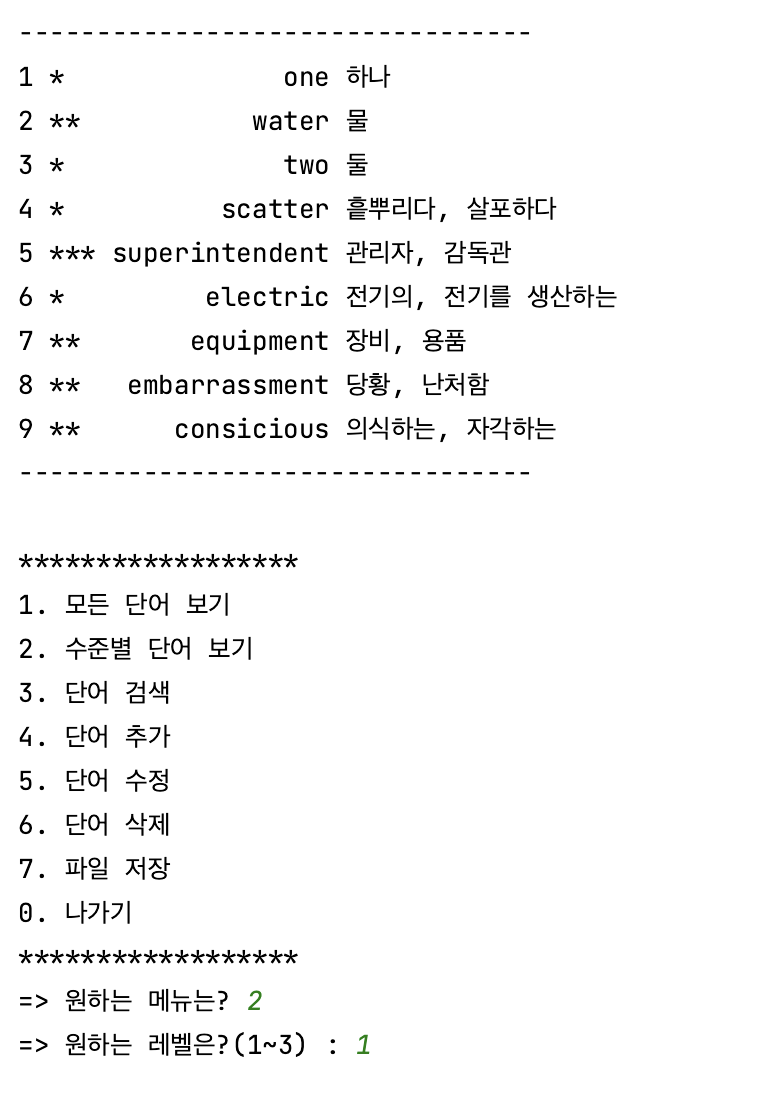 ---------------------------------
1 *              one 하나
2 **           water 물
3 *              two 둘
4 *          scatter 흩뿌리다, 살포하다
5 *** superintendent 관리자, 감독관
6 *         electric 전기의, 전기를 생산하는
7 **       equipment 장비, 용품
8 **   embarrassment 당황, 난처함
9 **      consicious 의식하는, 자각하는
---------------------------------
******************
1. 모든 단어 보기
2. 수준별 단어 보기
3. 단어 검색
4. 단어 추가
5. 단어 수정
6. 단어 삭제
7. 파일 저장
0. 나가기
******************
=> 원하는 메뉴는? 2
=> 원하는 레벨은?(1~3) : 1